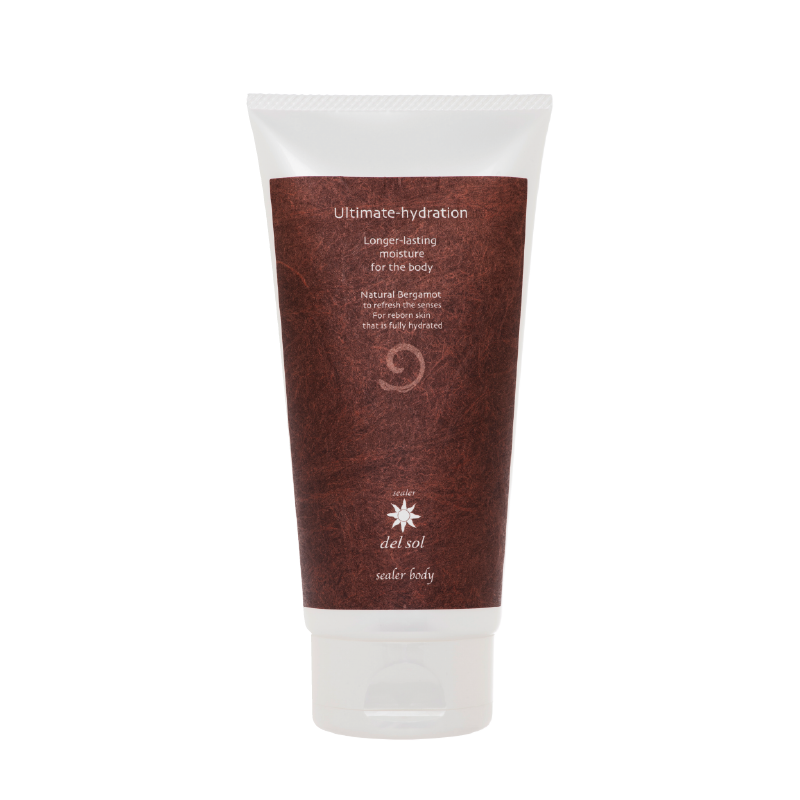 Ultimate-hydration
Longer-lasting
moisture
for the body
Natural Bergamot
to refresh the senses
For reborn skin
that is fully hydrated
sealer
del sol
sealer body